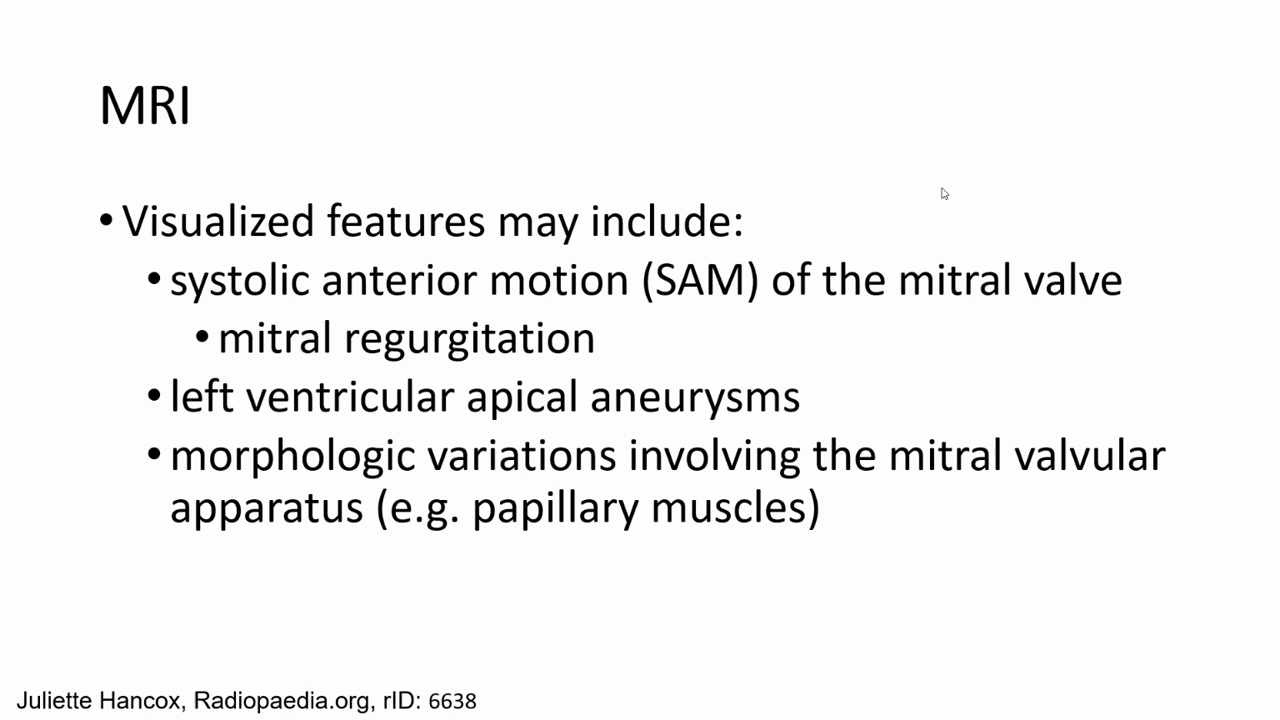 MRI
• Visualized features may include:
• systolic anterior motion (SAM) of the mitral valve
• mitral regurgitation
• left ventricular apical aneurysms
• morphologic variations involving the mitral valvular
apparatus (e.g. papillary muscles)
Juliette Hancox, Radiopaedia.org, rID: 6638